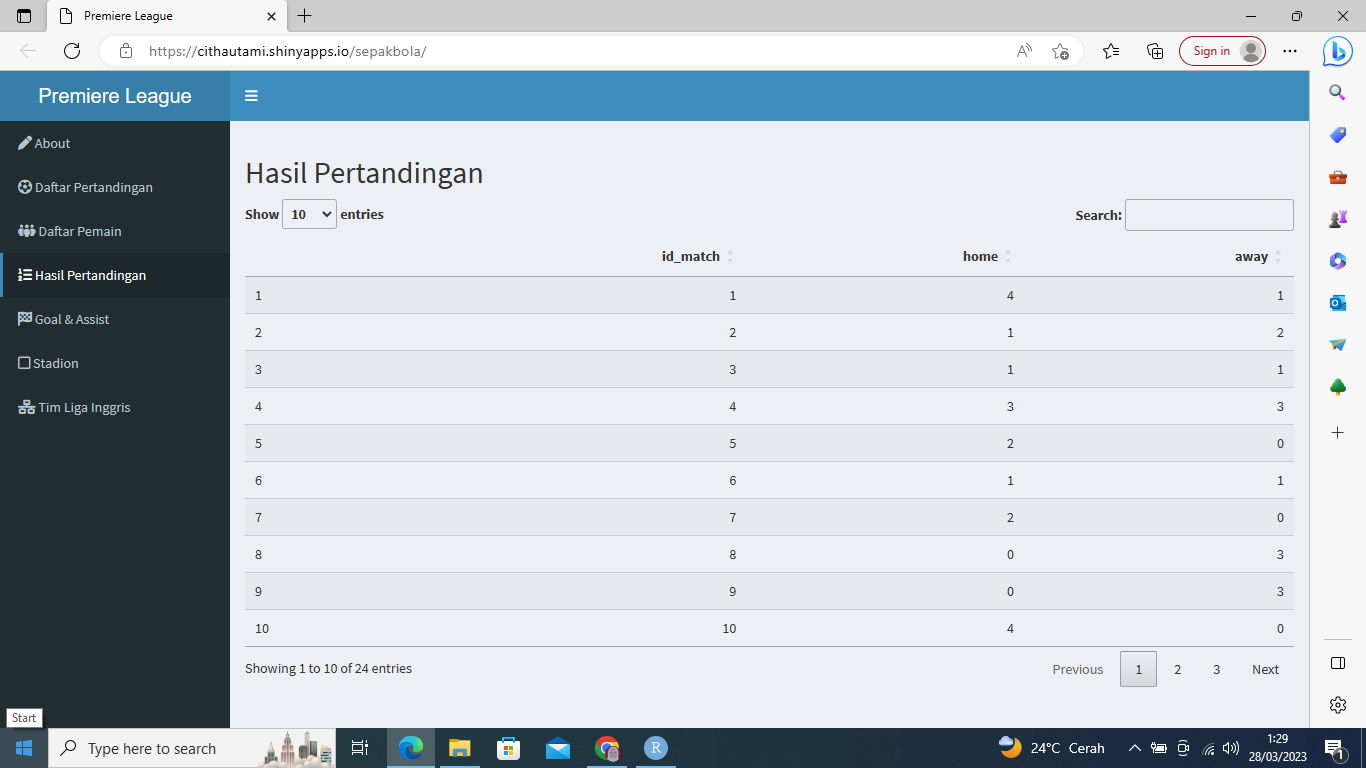 Premiere League
https://cithautami.shinyapps.io/sepakbola/
Sign in
Premiere League
About
Daftar Pertandingan
Daftar Pemain
Hasil Pertandingan
Goal & Assist
Stadion
Tim Liga Inggris
Hasil Pertandingan
Show 10 entries
Search:
id_match home away
1 1 4 1
2 2 1 2
3 3 1 1
4 4 3 3
5 5 2 0
6 6 1 1
7 7 2 0
8 8 0 3
9 9 0 3
10 10 4 0
Showing 1 to 10 of 24 entries
Previous 1 2 3 Next
Start
Type here to search
24°C Cerah
1:29
28/03/2023
1